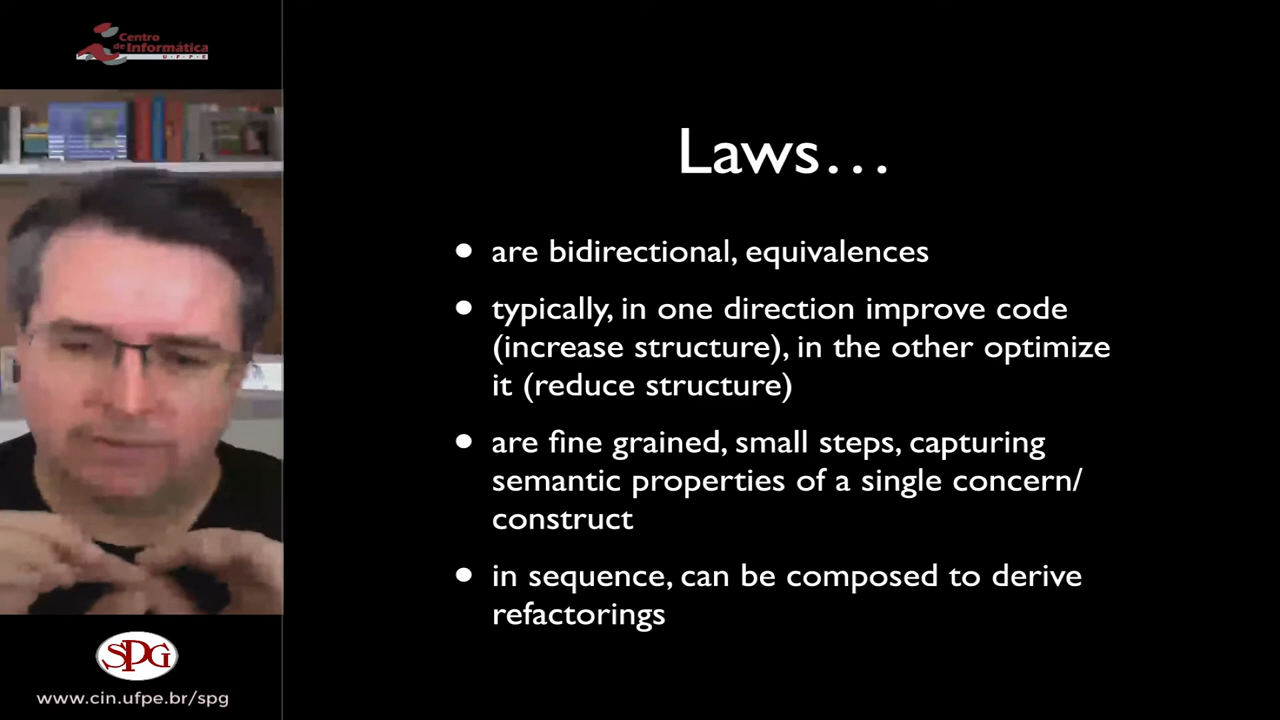 Centro
de Informática
UFPE
Laws…
• are bidirectional, equivalences
• typically, in one direction improve code
(increase structure), in the other optimize
it (reduce structure)
• are fine grained, small steps, capturing
semantic properties of a single concern/
construct
• in sequence, can be composed to derive
refactorings
SPG
www.cin.ufpe.br/spg